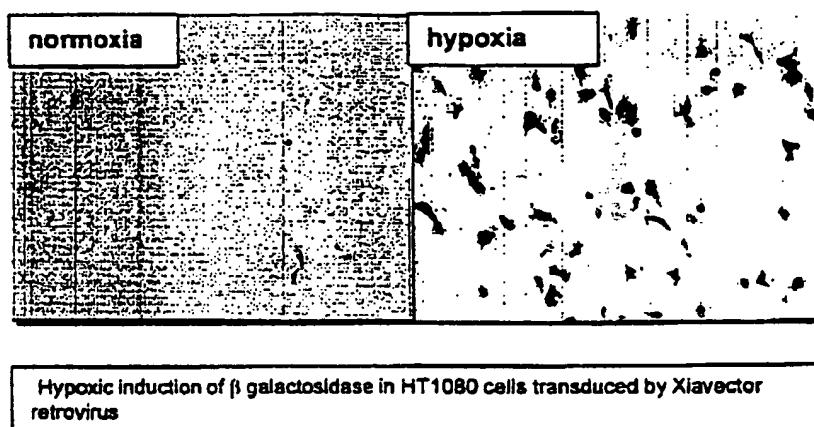 normoxia
hypoxia
Hypoxic induction of β galactosidase in HT1080 cells transduced by Xiavector
retrovirus